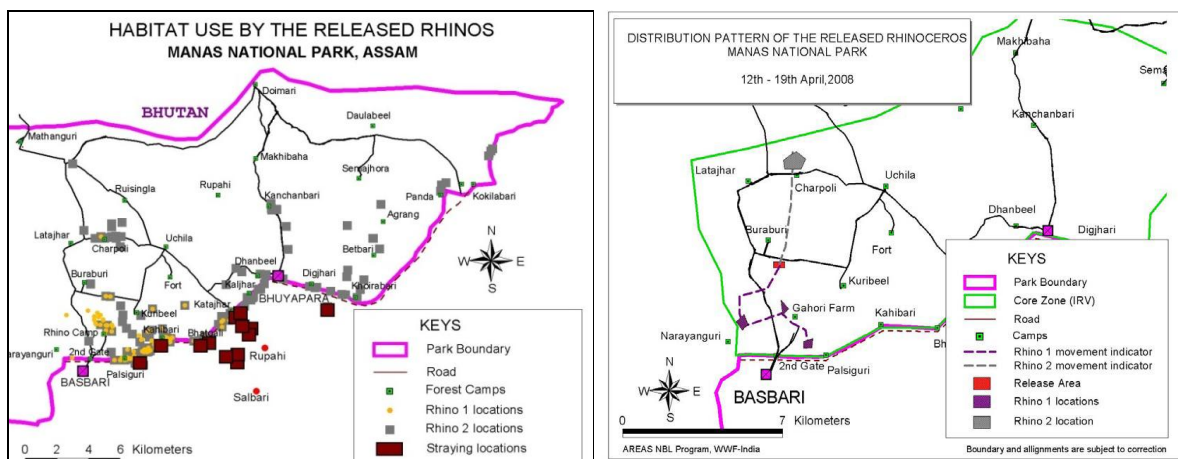 HABITAT USE BY THE RELEASED RHINOS
MANAS NATIONAL PARK, ASSAM
BHUTAN
Doimari
Daulabeel
Mathanguri
Makhibaha
Semajhora
Ruisingla
Rupahi
Kanchanbari
Panda
Kokilabari
Agrang
Latajhar
Charpoli
Uchila
Betbari
Buraburi
Fort
Dhanbeel
Digjhari
Kaljhar
BHUYAPARA
Khoirabari
Katajhar
Kuribeel
Rhino Camp
Kahibari
Bhatgali
Narayanguri
2nd Gate
Palsiguri
BASBARI
Rupahi
Salbari
N
W E
S
KEYS
Park Boundary
Road
Forest Camps
Rhino 1 locations
Rhino 2 locations
Straying locations
0 2 4 6 Kilometers
DISTRIBUTION PATTERN OF THE RELEASED RHINOCEROS
MANAS NATIONAL PARK
12th - 19th April,2008
Makhibaha
Sema
Kanchanbari
Latajhar
Charpoli
Uchila
Buraburi
Fort
Dhanbeel
Digjhari
Kuribeel
Gahori Farm
Kahibari
Bh
Narayanguri
2nd Gate
Palsiguri
BASBARI
N
W E
S
0 7 Kilometers
KEYS
Park Boundary
Core Zone (IRV)
Road
Camps
Rhino 1 movement indicator
Rhino 2 movement indicator
Release Area
Rhino 1 locations
Rhino 2 location
AREAS NBL Program, WWF-India
Boundary and alignments are subject to correction